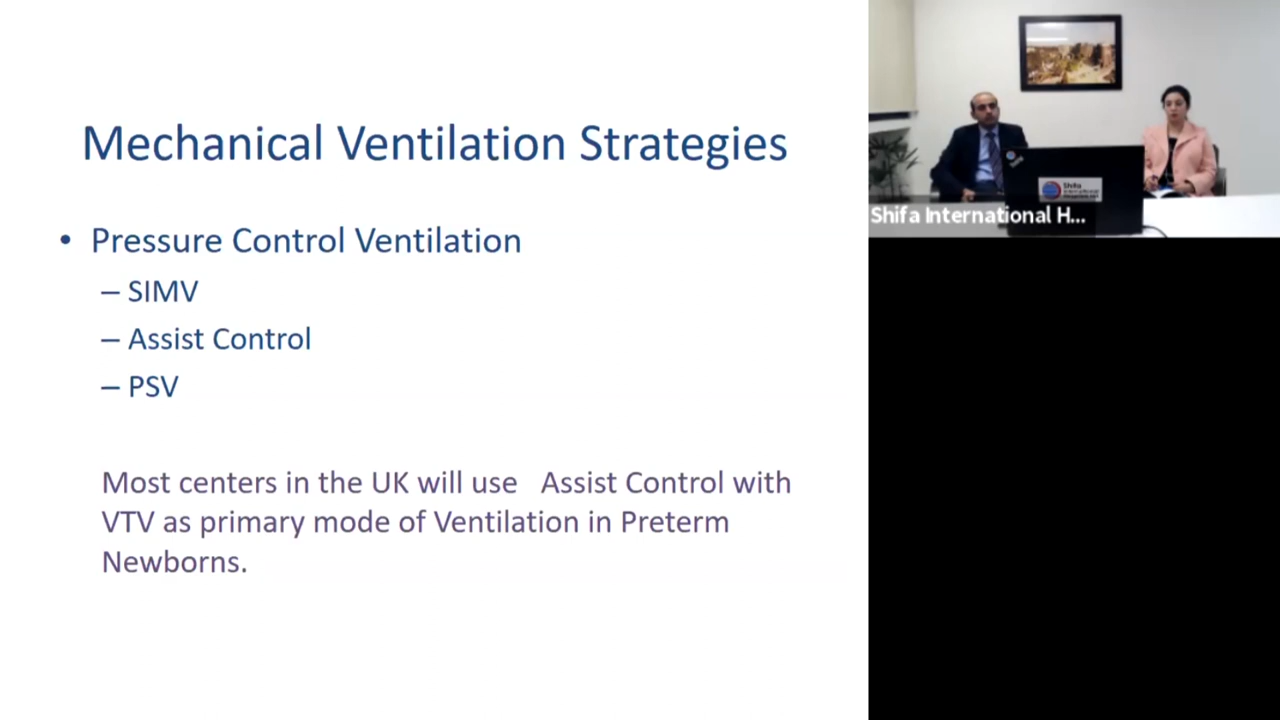 Mechanical Ventilation Strategies
• Pressure Control Ventilation
– SIMV
– Assist Control
– PSV
Most centers in the UK will use Assist Control with
VTV as primary mode of Ventilation in Preterm
Newborns.
Shifa
Shifa International H...